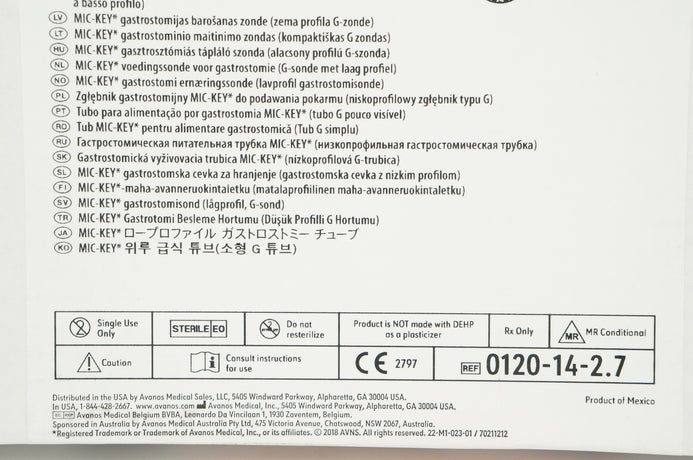 a basso profilo)
LV MIC-KEY* gastrostomijas barošanas zonde (zema profila G-zonde)
LT MIC-KEY* gastrostominio maitinimo zondas (kompaktiškas G zondas)
HU MIC-KEY* gasztrosztómiás tápláló szonda (alacsony profilú G-szonda)
NL MIC-KEY* voedingssonde voor gastrostomie (G-sonde met laag profiel)
NO MIC-KEY* gastrostomi ernæringssonde (lavprofil gastrostomisonde)
PL Zgłębnik gastrostomijny MIC-KEY* do podawania pokarmu (niskoprofilowy zgłębnik typu G)
PT Tubo para alimentação por gastrostomia MIC-KEY* (tubo G pouco visível)
RO Tub MIC-KEY* pentru alimentare gastrostomică (Tub G simplu)
RU Гастростомическая питательная трубка MIC-KEY* (низкопрофильная гастростомическая трубка)
SK Gastrostomická vyživovacia trubica MIC-KEY* (nízkoprofilová G-trubica)
SL MIC-KEY* gastrostomska cevka za hranjenje (gastrostomska cevka z nizkim profilom)
FI MIC-KEY*-maha-avanneruokintaletku (matalaprofiilinen maha-avanneruokintaletku)
SV MIC-KEY* gastrostomisond (lågprofil, G-sond)
TR MIC-KEY* Gastrotomi Besleme Hortumu (Düşük Profilli G Hortumu)
JA MIC-KEY* ロープロファイル ガストロストミー チューブ
KO MIC-KEY* 위루 급식 튜브(소형 G 튜브)
2 Single Use Only
STERILE EO
2 Do not resterilize
Product is NOT made with DEHP as a plasticizer
Rx Only
MR MR Conditional
Caution
i Consult instructions for use
CE 2797
REF 0120-14-2.7
Distributed in the USA by Avanos Medical Sales, LLC, 5405 Windward Parkway, Alpharetta, GA 30004 USA.
In USA, 1-844-428-2667. www.avanos.com Avanos Medical, Inc., 5405 Windward Parkway, Alpharetta, GA 30004 USA.
EC REP Avanos Medical Belgium BVBA, Leonardo Da Vincilaan 1, 1930 Zaventem, Belgium.
Sponsored in Australia by Avanos Medical Australia Pty Ltd, 475 Victoria Avenue, Chatswood, NSW 2067, Australia.
*Registered Trademark or Trademark of Avanos Medical, Inc., or its affiliates. © 2018 AVNS. All rights reserved. 22-M1-023-01 / 70211212
Product of Mexico